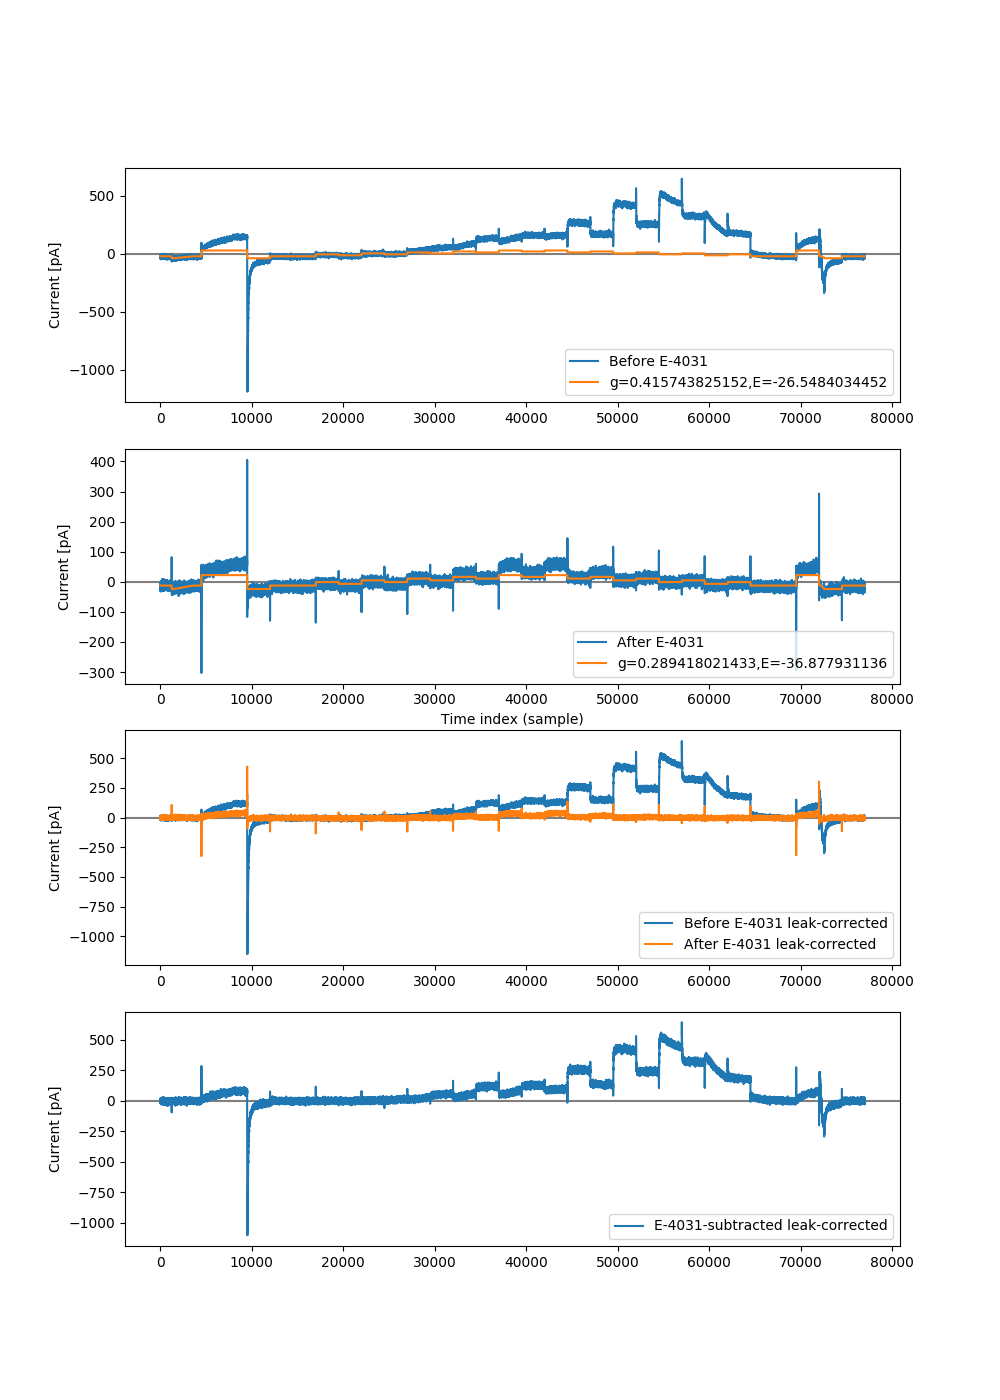 500
0
−500
−1000
Current [pA]
Before E-4031
g=0.415743825152,E=-26.5484034452
0 10000 20000 30000 40000 50000 60000 70000 80000
400
300
200
100
0
−100
−200
−300
Current [pA]
After E-4031
g=0.289418021433,E=-36.877931136
0 10000 20000 30000 40000 50000 60000 70000 80000
Time index (sample)
500
250
0
−250
−500
−750
−1000
Current [pA]
Before E-4031 leak-corrected
After E-4031 leak-corrected
0 10000 20000 30000 40000 50000 60000 70000 80000
500
250
0
−250
−500
−750
−1000
Current [pA]
E-4031-subtracted leak-corrected
0 10000 20000 30000 40000 50000 60000 70000 80000